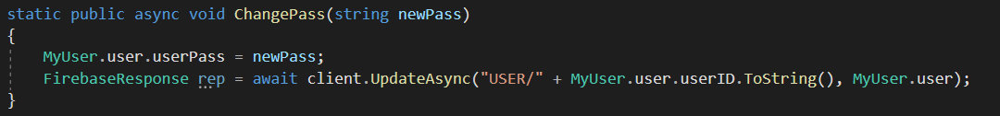 static public async void ChangePass(string newPass)
{
MyUser.user.userPass = newPass;
FirebaseResponse rep = await client.UpdateAsync("USER/" + MyUser.user.userID.ToString(), MyUser.user);
}